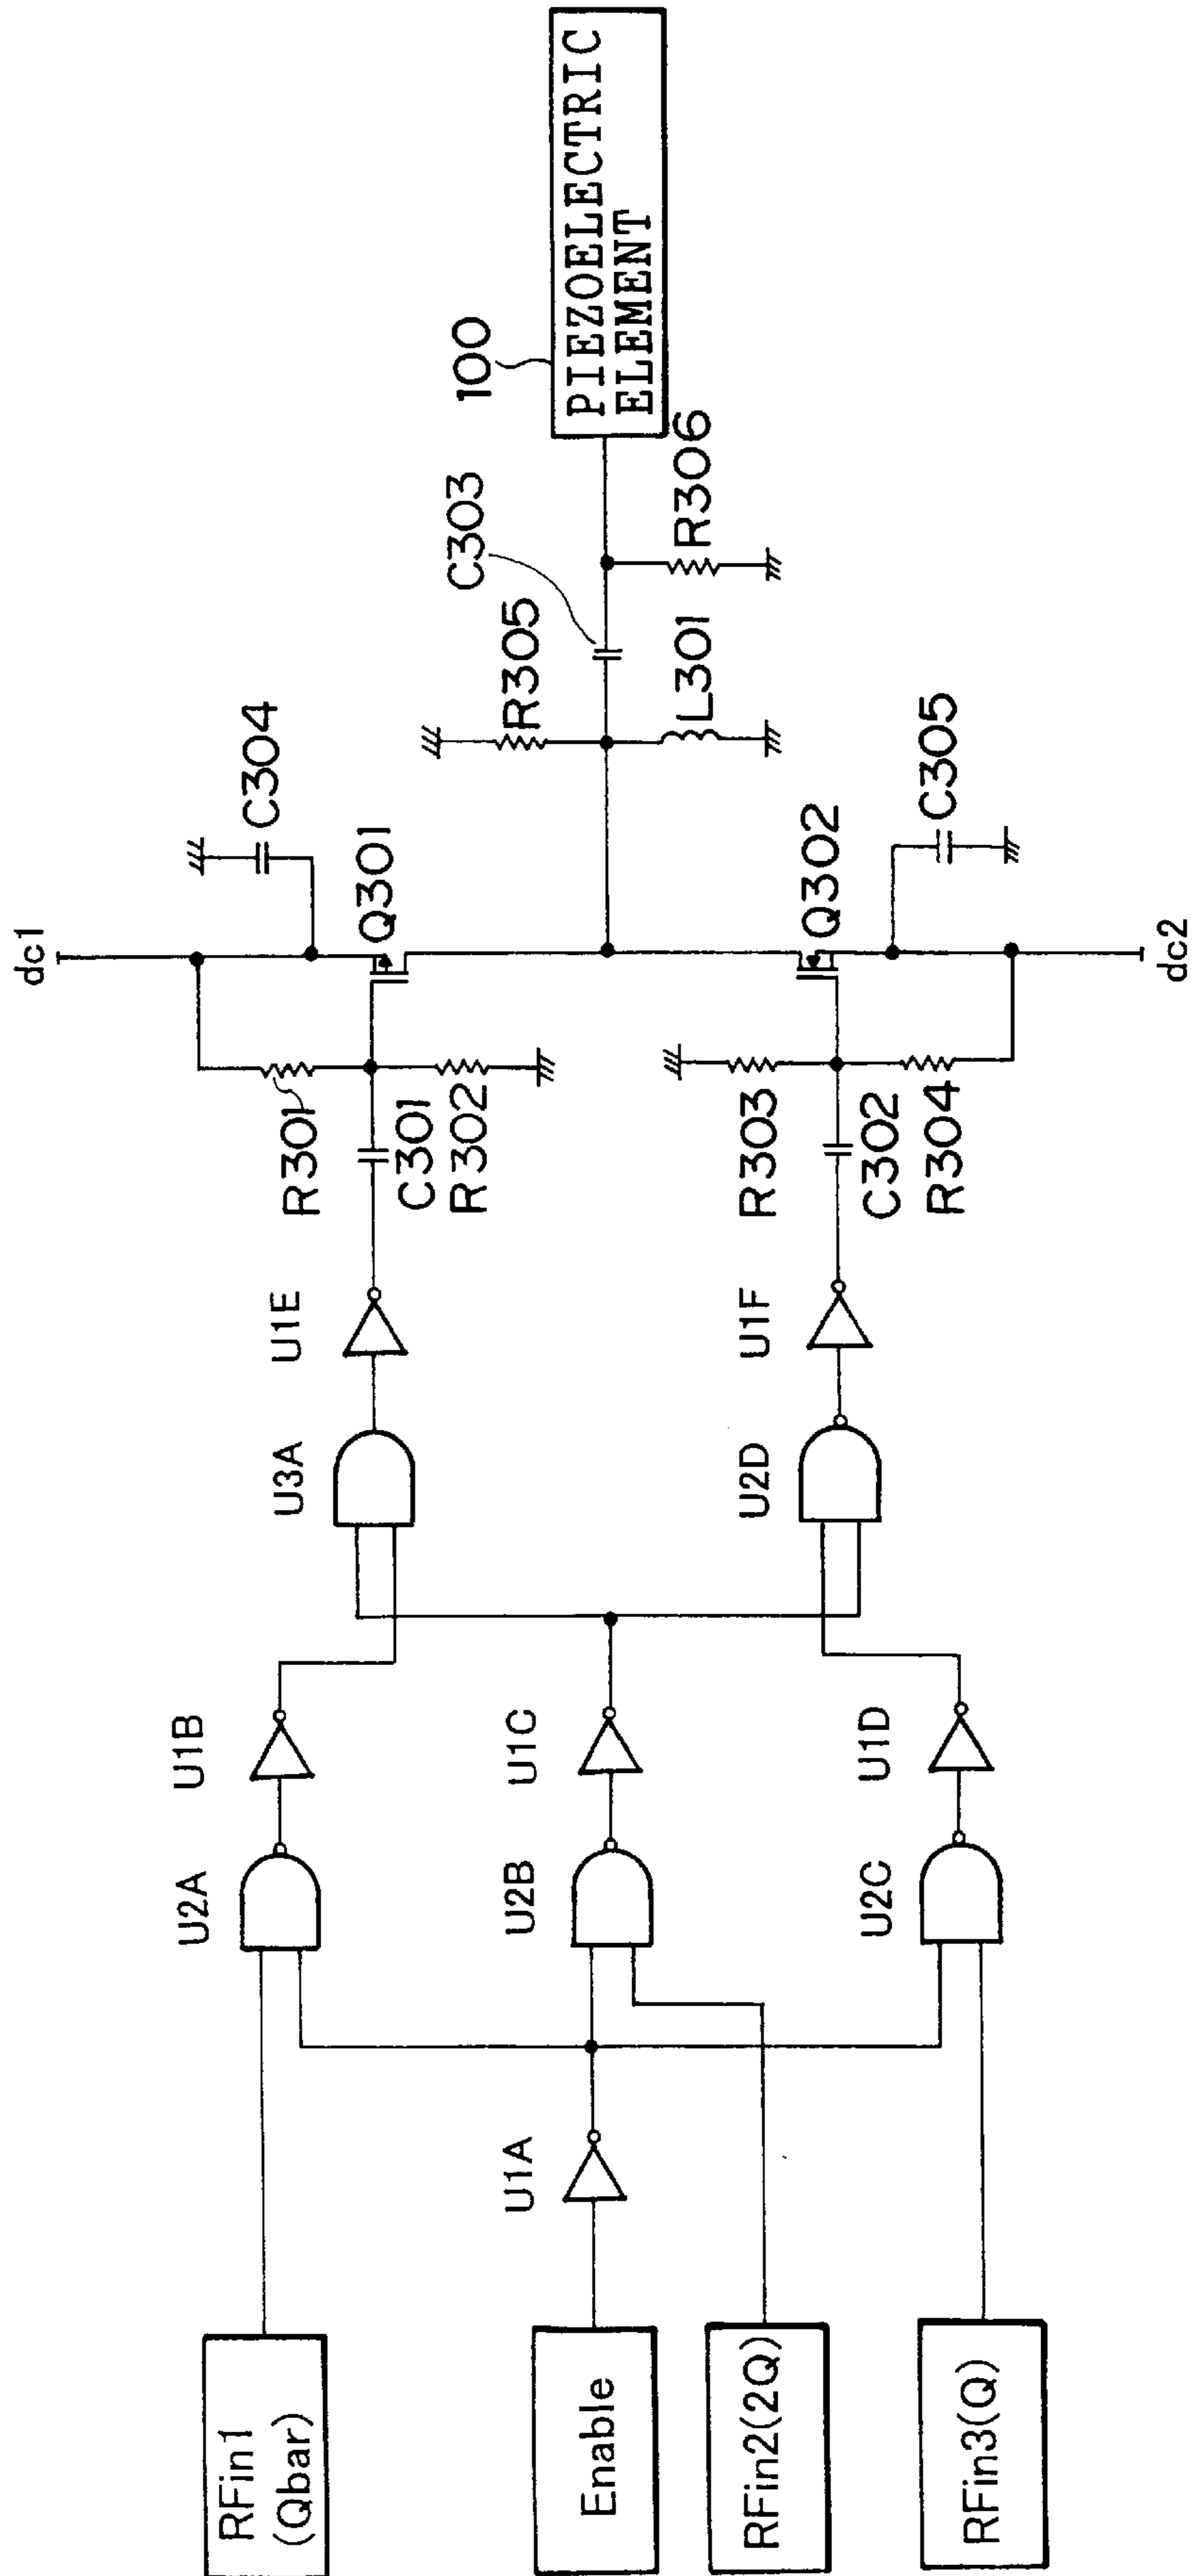 RFin1
(Qbar)
Enable
RFin2(2Q)
RFin3(Q)
U1A
U2A
U2B
U2C
U1B
U1C
U1D
U3A
U2D
U1E
U1F
R301
C301
R302
R303
C302
R304
dc1
Q301
Q302
dc2
C304
C305
R305
L301
C303
R306
100
PIEZOELECTRIC
ELEMENT